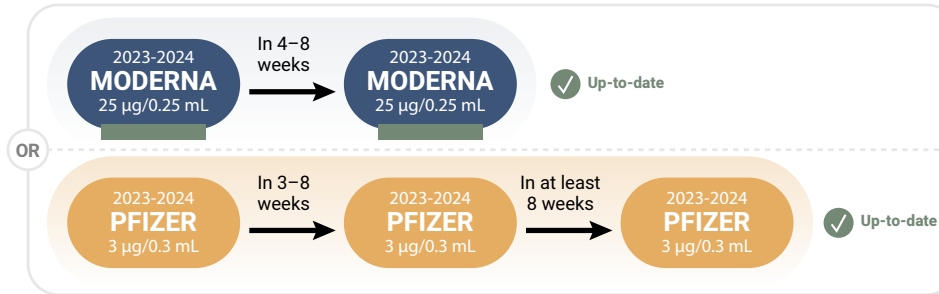 In 4–8
weeks
2023-2024
MODERNA
25 µg/0.25 mL
2023-2024
MODERNA
25 µg/0.25 mL
Up-to-date
OR
In 3–8
weeks
In at least
8 weeks
2023-2024
PFIZER
3 µg/0.3 mL
2023-2024
PFIZER
3 µg/0.3 mL
2023-2024
PFIZER
3 µg/0.3 mL
Up-to-date